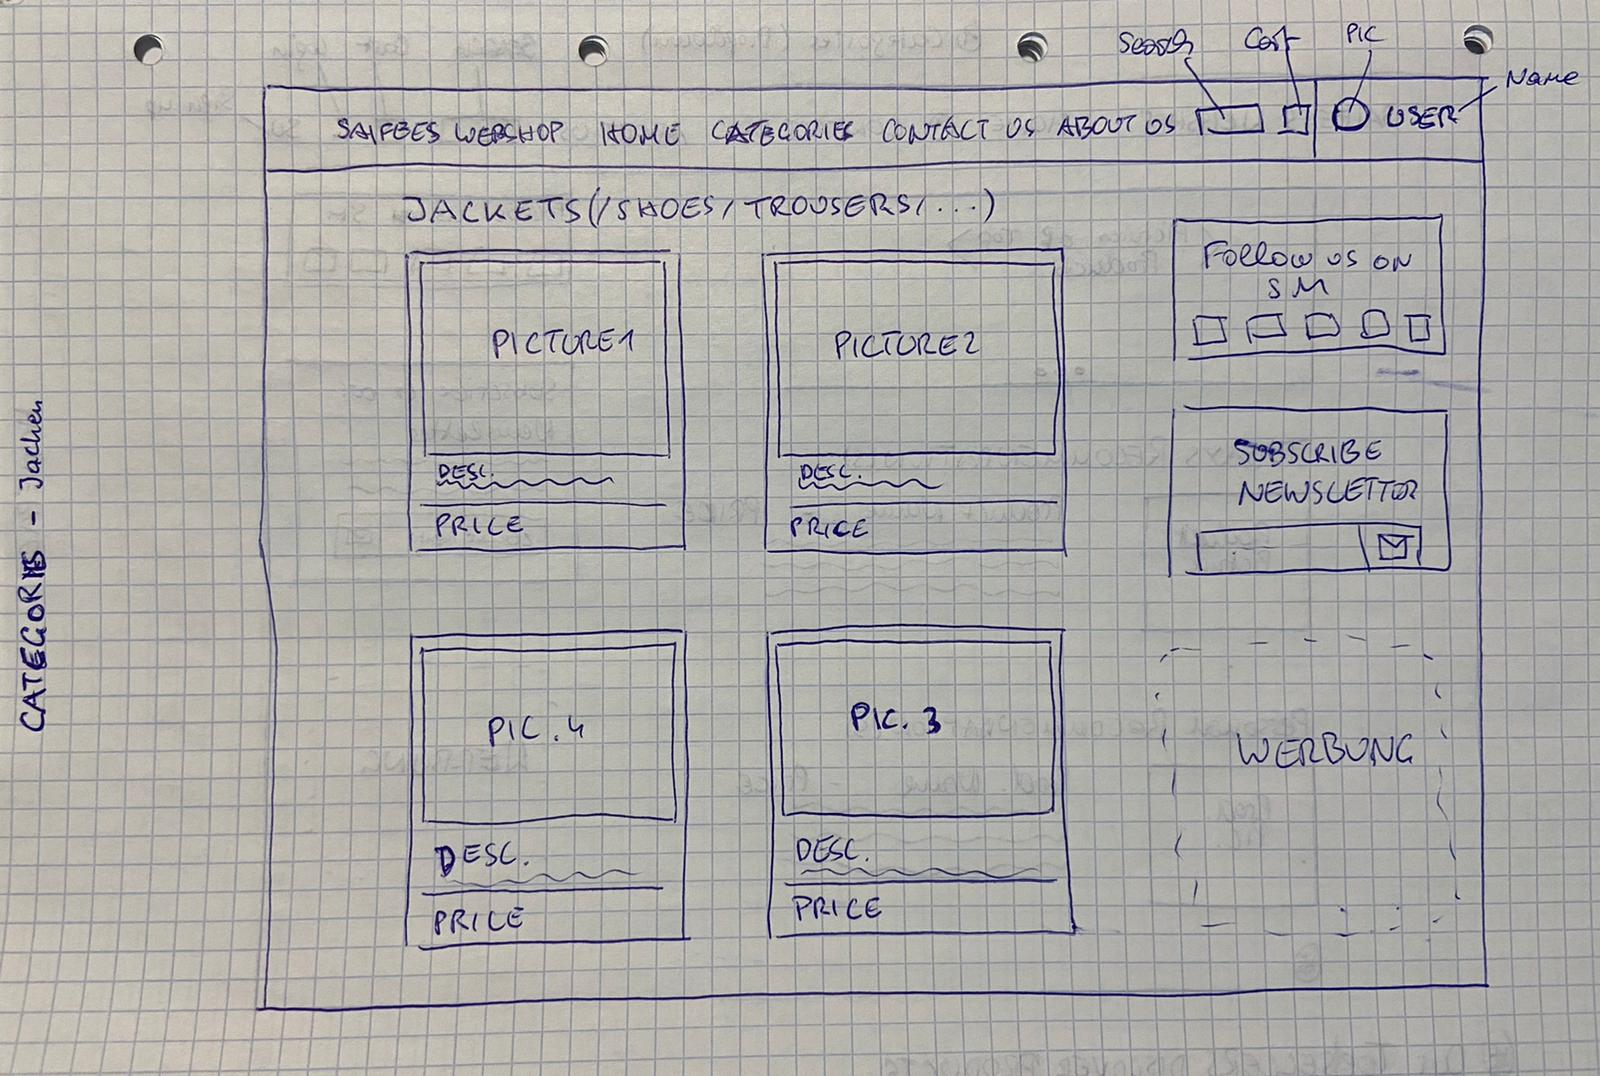 Search Cart PIC
Name
SAIFEES WEBSHOP HOME CATEGORIES CONTACT US ABOUT US USER
JACKETS(/SHOES/TROUSERS/...)
PICTURE1
DESC.
PRICE
PICTURE2
DESC.
PRICE
FOLLOW US ON
SM
SUBSCRIBE
NEWSLETTER
PIC. 4
DESC.
PRICE
PIC. 3
DESC.
PRICE
WERBUNG
CATEGORIES - Jacken